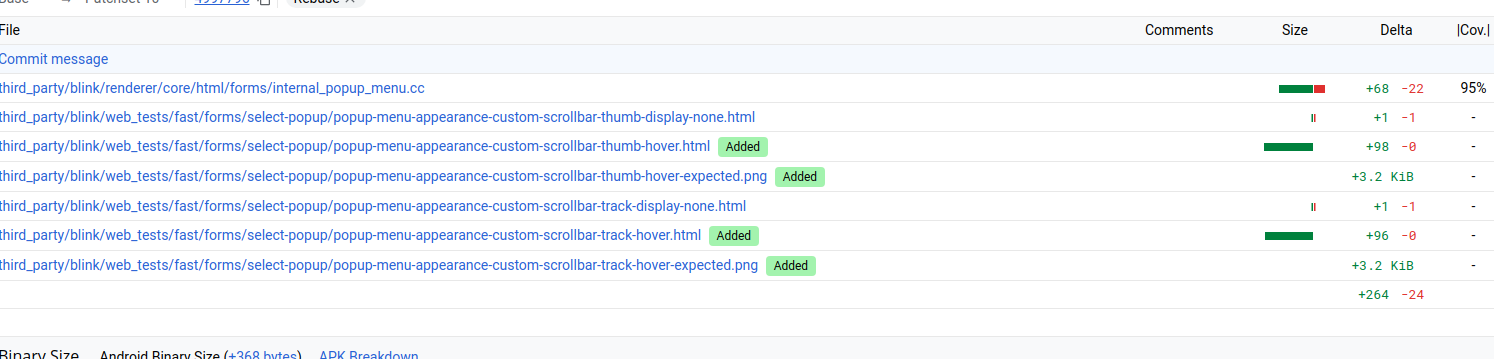 Base → Patchset 10 4997796 Rebase
File Comments Size Delta |Cov.|
Commit message
third_party/blink/renderer/core/html/forms/internal_popup_menu.cc +68 -22 95%
third_party/blink/web_tests/fast/forms/select-popup/popup-menu-appearance-custom-scrollbar-thumb-display-none.html +1 -1 -
third_party/blink/web_tests/fast/forms/select-popup/popup-menu-appearance-custom-scrollbar-thumb-hover.html Added +98 -0 -
third_party/blink/web_tests/fast/forms/select-popup/popup-menu-appearance-custom-scrollbar-thumb-hover-expected.png Added +3.2 KiB -
third_party/blink/web_tests/fast/forms/select-popup/popup-menu-appearance-custom-scrollbar-track-display-none.html +1 -1 -
third_party/blink/web_tests/fast/forms/select-popup/popup-menu-appearance-custom-scrollbar-track-hover.html Added +96 -0 -
third_party/blink/web_tests/fast/forms/select-popup/popup-menu-appearance-custom-scrollbar-track-hover-expected.png Added +3.2 KiB -
+264 -24
Binary Size Android Binary Size (+368 bytes) APK Breakdown